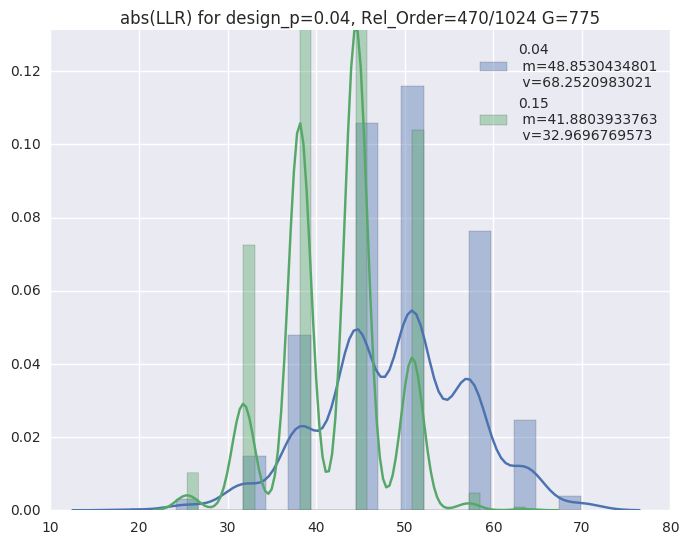 abs(LLR) for design_p=0.04, Rel_Order=470/1024 G=775
0.04
m=48.8530434801
v=68.2520983021
0.15
m=41.8803933763
v=32.9696769573
0.12
0.10
0.08
0.06
0.04
0.02
0.00
10 20 30 40 50 60 70 80